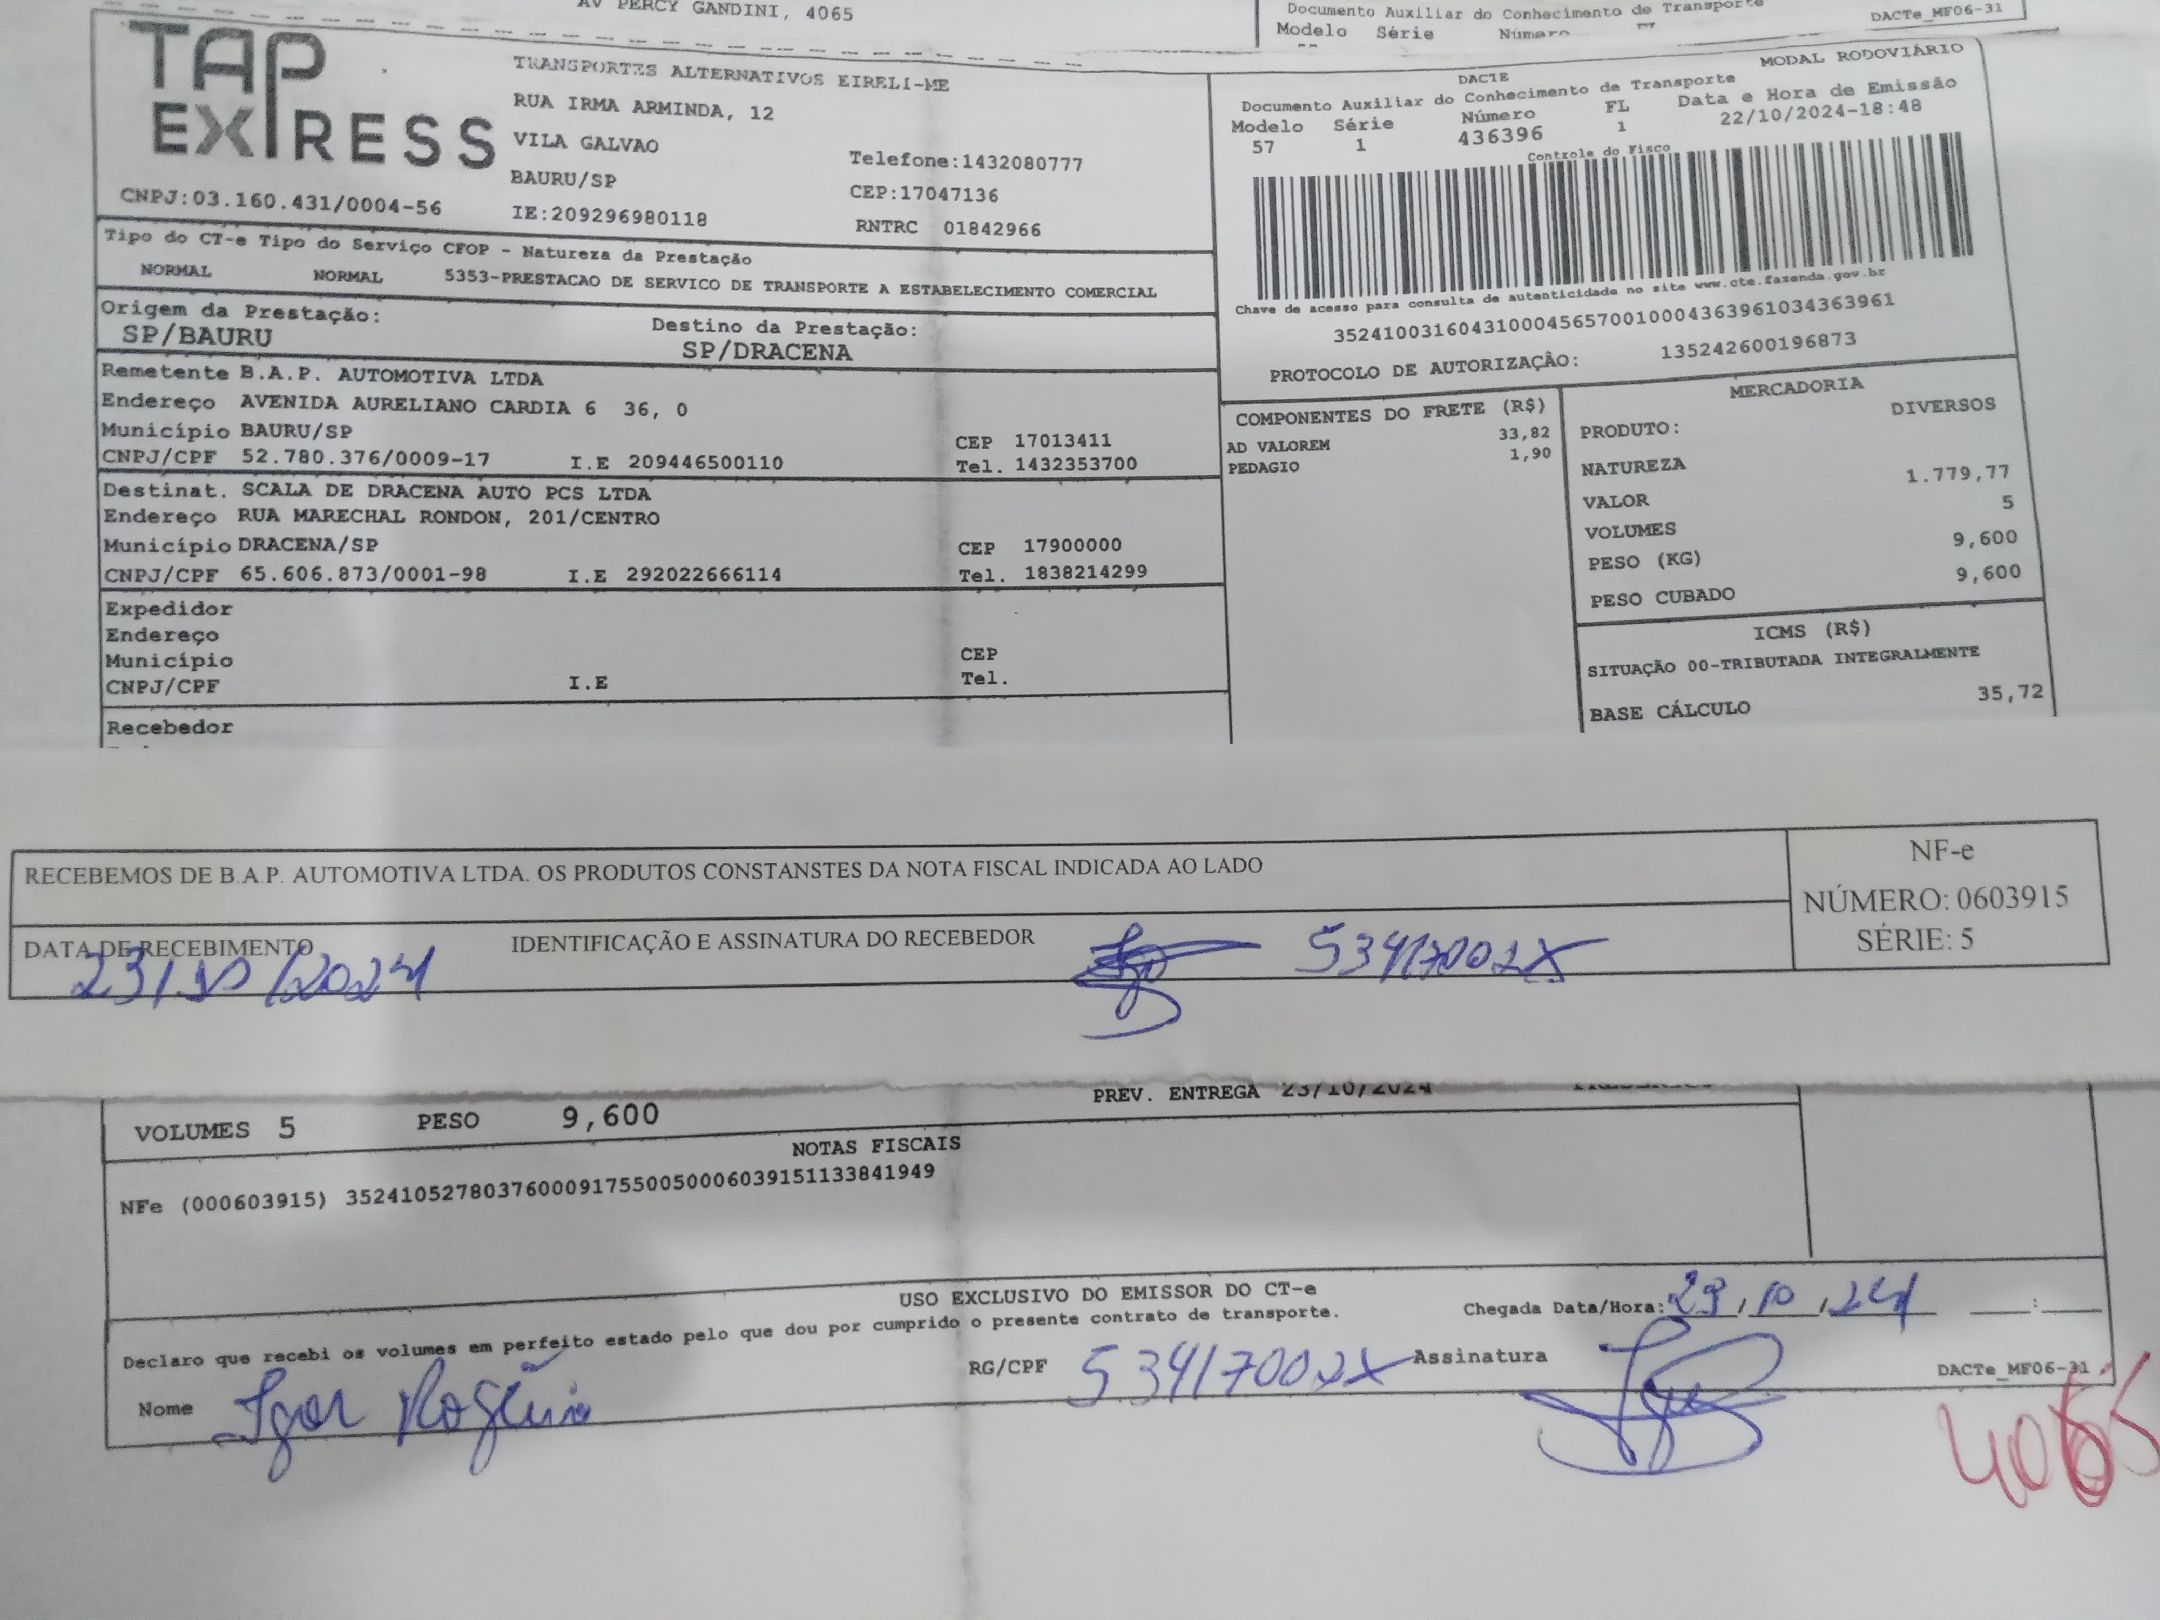 AV PERCY GANDINI, 4065
Documento Auxiliar do Conhecimento de Transporte
DACTe_MF06-31
Modelo Série Número
TAP
EXPRESS
CNPJ:03.160.431/0004-56
TRANSPORTES ALTERNATIVOS EIRELI-ME
RUA IRMA ARMINDA, 12
VILA GALVAO
BAURU/SP
IE:209296980118
Telefone:1432080777
CEP:17047136
RNTRC 01842966
DACTE
MODAL RODOVIÁRIO
Documento Auxiliar do Conhecimento de Transporte
Modelo Série Número FL Data e Hora de Emissão
57 1 436396 1 22/10/2024-18:48
Controle do Fisco
Chave de acesso para consulta de autenticidade no site www.cte.fazenda.gov.br
35241003160431000456570010004363961034363961
PROTOCOLO DE AUTORIZAÇÃO: 135242600196873
Tipo do CT-e Tipo do Serviço CFOP - Natureza da Prestação
NORMAL NORMAL 5353-PRESTACAO DE SERVICO DE TRANSPORTE A ESTABELECIMENTO COMERCIAL
Origem da Prestação: Destino da Prestação:
SP/BAURU SP/DRACENA
Remetente B.A.P. AUTOMOTIVA LTDA
Endereço AVENIDA AURELIANO CARDIA 6 36, 0
Município BAURU/SP CEP 17013411
CNPJ/CPF 52.780.376/0009-17 I.E 209446500110 Tel. 1432353700
Destinat. SCALA DE DRACENA AUTO PCS LTDA
Endereço RUA MARECHAL RONDON, 201/CENTRO
Município DRACENA/SP CEP 17900000
CNPJ/CPF 65.606.873/0001-98 I.E 292022666114 Tel. 1838214299
Expedidor
Endereço
Município CEP
CNPJ/CPF I.E Tel.
Recebedor
COMPONENTES DO FRETE (R$)
AD VALOREM 33,82
PEDAGIO 1,90
MERCADORIA
PRODUTO: DIVERSOS
NATUREZA
VALOR 1.779,77
VOLUMES 5
PESO (KG) 9,600
PESO CUBADO 9,600
ICMS (R$)
SITUAÇÃO 00-TRIBUTADA INTEGRALMENTE
BASE CÁLCULO 35,72
RECEBEMOS DE B.A.P. AUTOMOTIVA LTDA. OS PRODUTOS CONSTANSTES DA NOTA FISCAL INDICADA AO LADO
DATA DE RECEBIMENTO IDENTIFICAÇÃO E ASSINATURA DO RECEBEDOR
23/10/2024 53417002X
NF-e
NÚMERO: 0603915
SÉRIE: 5
VOLUMES 5 PESO 9,600 PREV. ENTREGA 23/10/2024
NOTAS FISCAIS
NFe (000603915) 35241052780376000917550050006039151133841949
USO EXCLUSIVO DO EMISSOR DO CT-e
Declaro que recebi os volumes em perfeito estado pelo que dou por cumprido o presente contrato de transporte.
Chegada Data/Hora: 23/10/24 :
Nome Igor Rogério RG/CPF 53417002X Assinatura
DACTe_MF06-31
4065